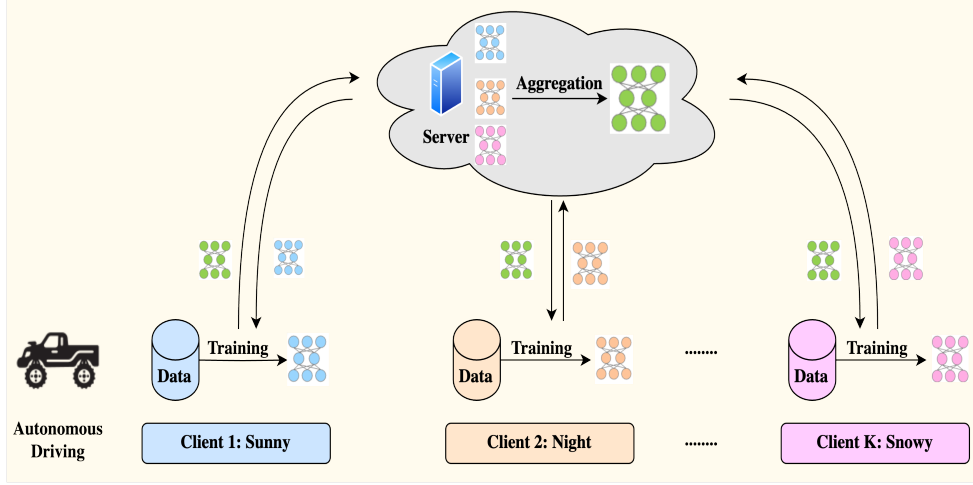 Aggregation
Server
Training
Training
Training
Data
Data
........
Data
Autonomous
Driving
Client 1: Sunny
Client 2: Night
........
Client K: Snowy